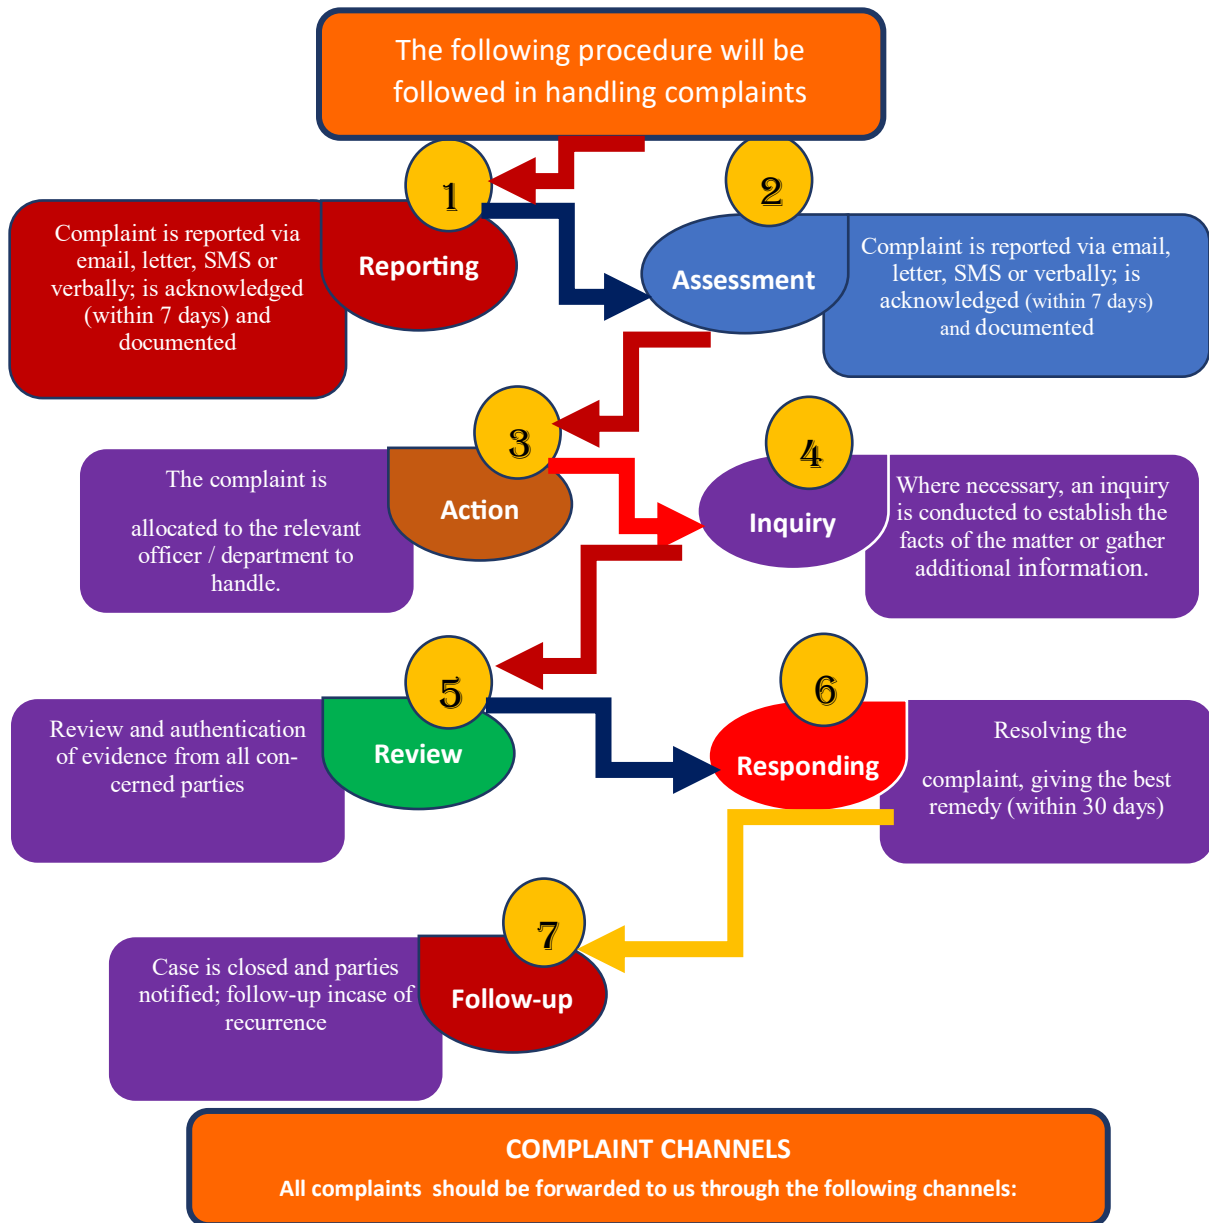 The following procedure will be
followed in handling complaints
1
Reporting
Complaint is reported via
email, letter, SMS or
verbally; is acknowledged
(within 7 days) and
documented
2
Assessment
Complaint is reported via email,
letter, SMS or verbally; is
acknowledged (within 7 days)
and documented
3
Action
The complaint is
allocated to the relevant
officer / department to
handle.
4
Inquiry
Where necessary, an inquiry
is conducted to establish the
facts of the matter or gather
additional information.
5
Review
Review and authentication
of evidence from all con-
cerned parties
6
Responding
Resolving the
complaint, giving the best
remedy (within 30 days)
7
Follow-up
Case is closed and parties
notified; follow-up incase of
recurrence
COMPLAINT CHANNELS
All complaints should be forwarded to us through the following channels: